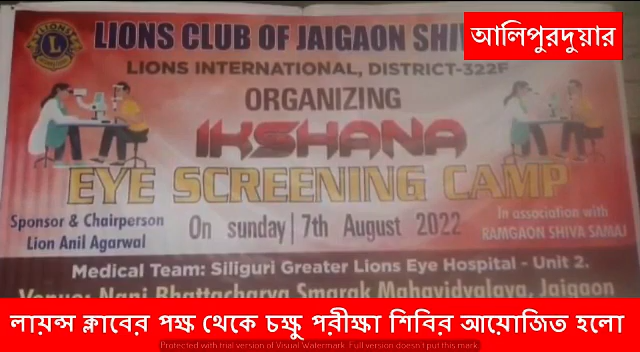 LIONS CLUB OF JAIGAON
আলিপুরদুয়ার
LIONS INTERNATIONAL, DISTRICT-322F
ORGANIZING
IKSHANA
EYE SCREENING CAMP
Sponsor & Chairperson
Lion Anil Agarwal
On sunday | 7th August 2022
In association with
RAMGAON SHIVA SAMAJ
Medical Team: Siliguri Greater Lions Eye Hospital - Unit 2.
Venue: Nani Bhattacharya Smarak Mahavidyalaya, Jaigaon
লায়ন্স ক্লাবের পক্ষ থেকে চক্ষু পরীক্ষা শিবির আয়োজিত হলো
Protected with trial version of Visual Watermark. Full version doesn't put this mark.